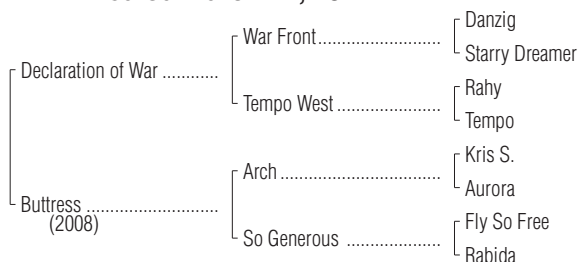 Danzig
War Front
Starry Dreamer
Declaration of War
Rahy
Tempo West
Tempo
Kris S.
Arch
Aurora
Buttress
(2008)
Fly So Free
So Generous
Rabida